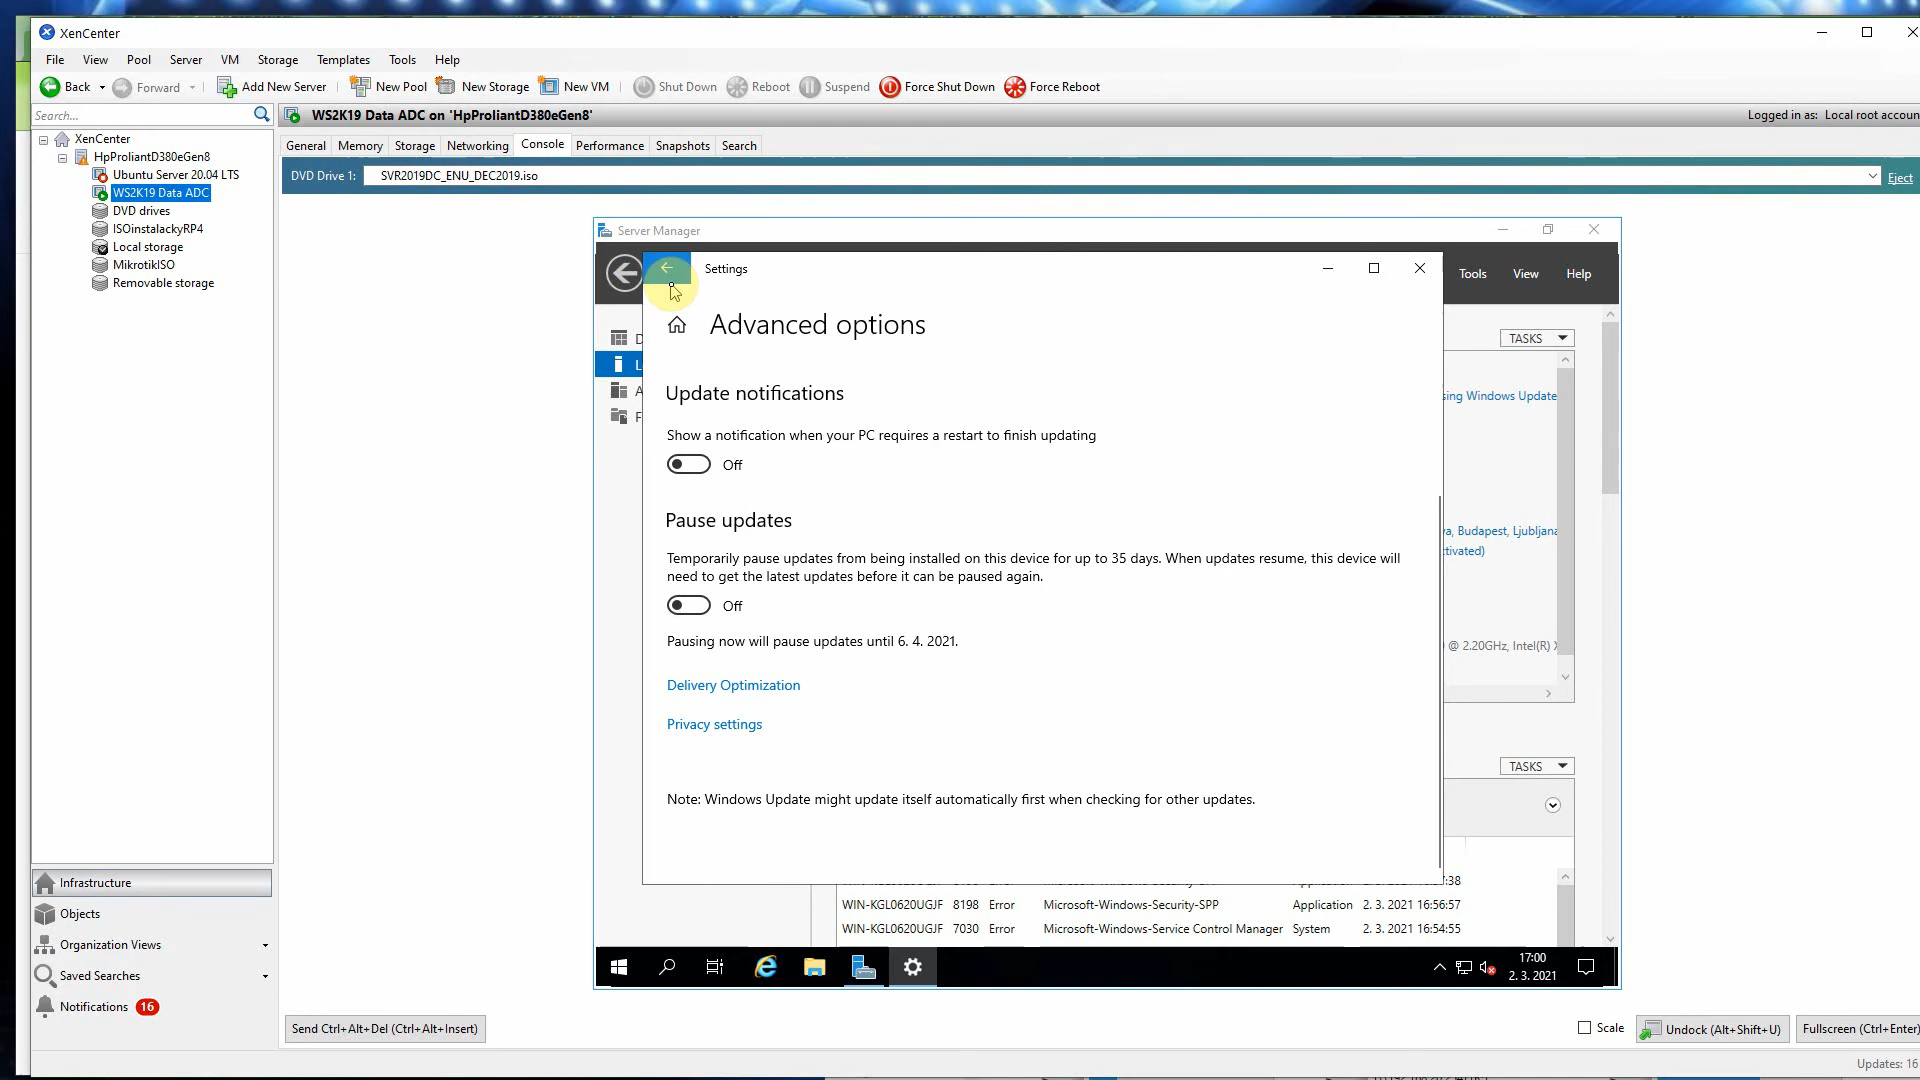 XenCenter
File View Pool Server VM Storage Templates Tools Help
Back Forward Add New Server New Pool New Storage New VM Shut Down Reboot Suspend Force Shut Down Force Reboot
Search...
WS2K19 Data ADC on 'HpProliantD380eGen8'
Logged in as: Local root accoun
General Memory Storage Networking Console Performance Snapshots Search
DVD Drive 1: SVR2019DC_ENU_DEC2019.iso
Eject
XenCenter
HpProliantD380eGen8
Ubuntu Server 20.04 LTS
WS2K19 Data ADC
DVD drives
ISOinstalackyRP4
Local storage
MikrotikISO
Removable storage
Server Manager
Settings
Tools View Help
Advanced options
D
TASKS
L
A
sing Windows Update
F
Update notifications
Show a notification when your PC requires a restart to finish updating
Off
Pause updates
va, Budapest, Ljubljana
tivated)
Temporarily pause updates from being installed on this device for up to 35 days. When updates resume, this device will
need to get the latest updates before it can be paused again.
Off
Pausing now will pause updates until 6. 4. 2021.
@ 2.20GHz, Intel(R) X
Delivery Optimization
Privacy settings
TASKS
Note: Windows Update might update itself automatically first when checking for other updates.
:38
WIN-KGL0620UGJF 8198 Error Microsoft-Windows-Security-SPP Application 2. 3. 2021 16:56:57
WIN-KGL0620UGJF 7030 Error Microsoft-Windows-Service Control Manager System 2. 3. 2021 16:54:55
17:00
2. 3. 2021
Infrastructure
Objects
Organization Views
Saved Searches
Notifications 16
Send Ctrl+Alt+Del (Ctrl+Alt+Insert)
Scale
Undock (Alt+Shift+U)
Fullscreen (Ctrl+Enter)
Updates: 16